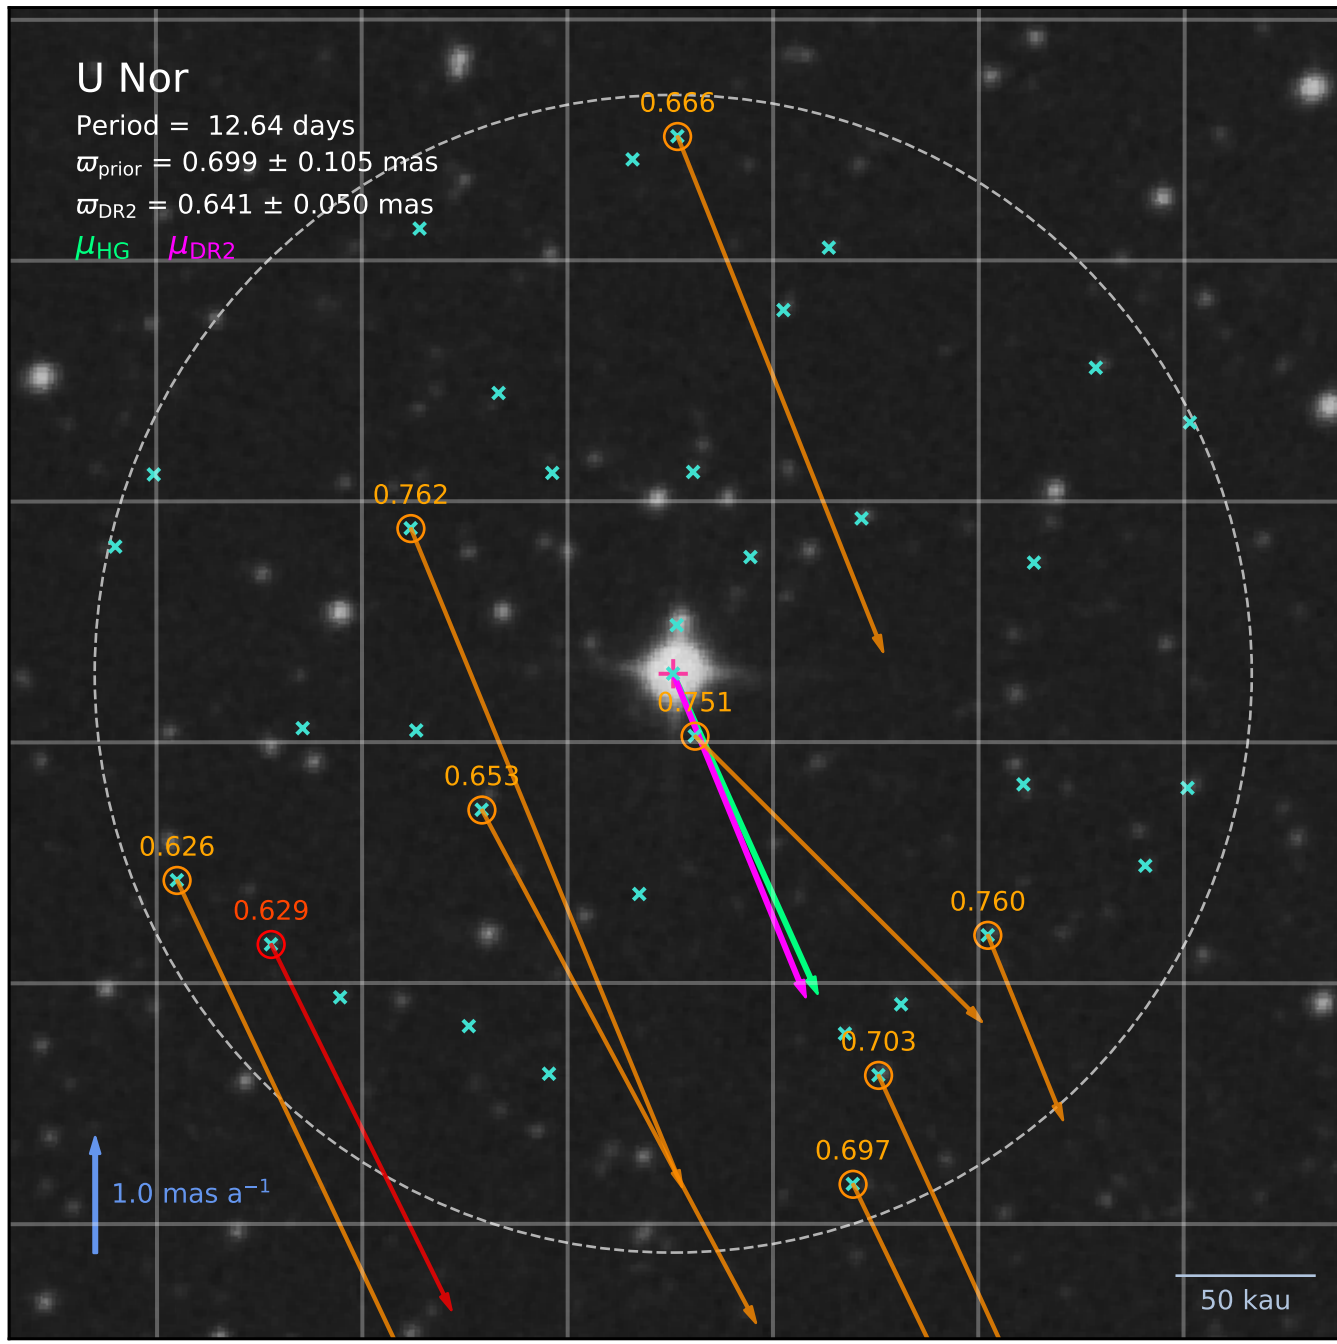 U Nor
Period =  12.64 days
ϖprior = 0.699 ± 0.105 mas
ϖDR2 = 0.641 ± 0.050 mas
μHG μDR2
0.666
0.762
0.751
0.653
0.626
0.629
0.760
0.703
0.697
1.0 mas a⁻¹
50 kau